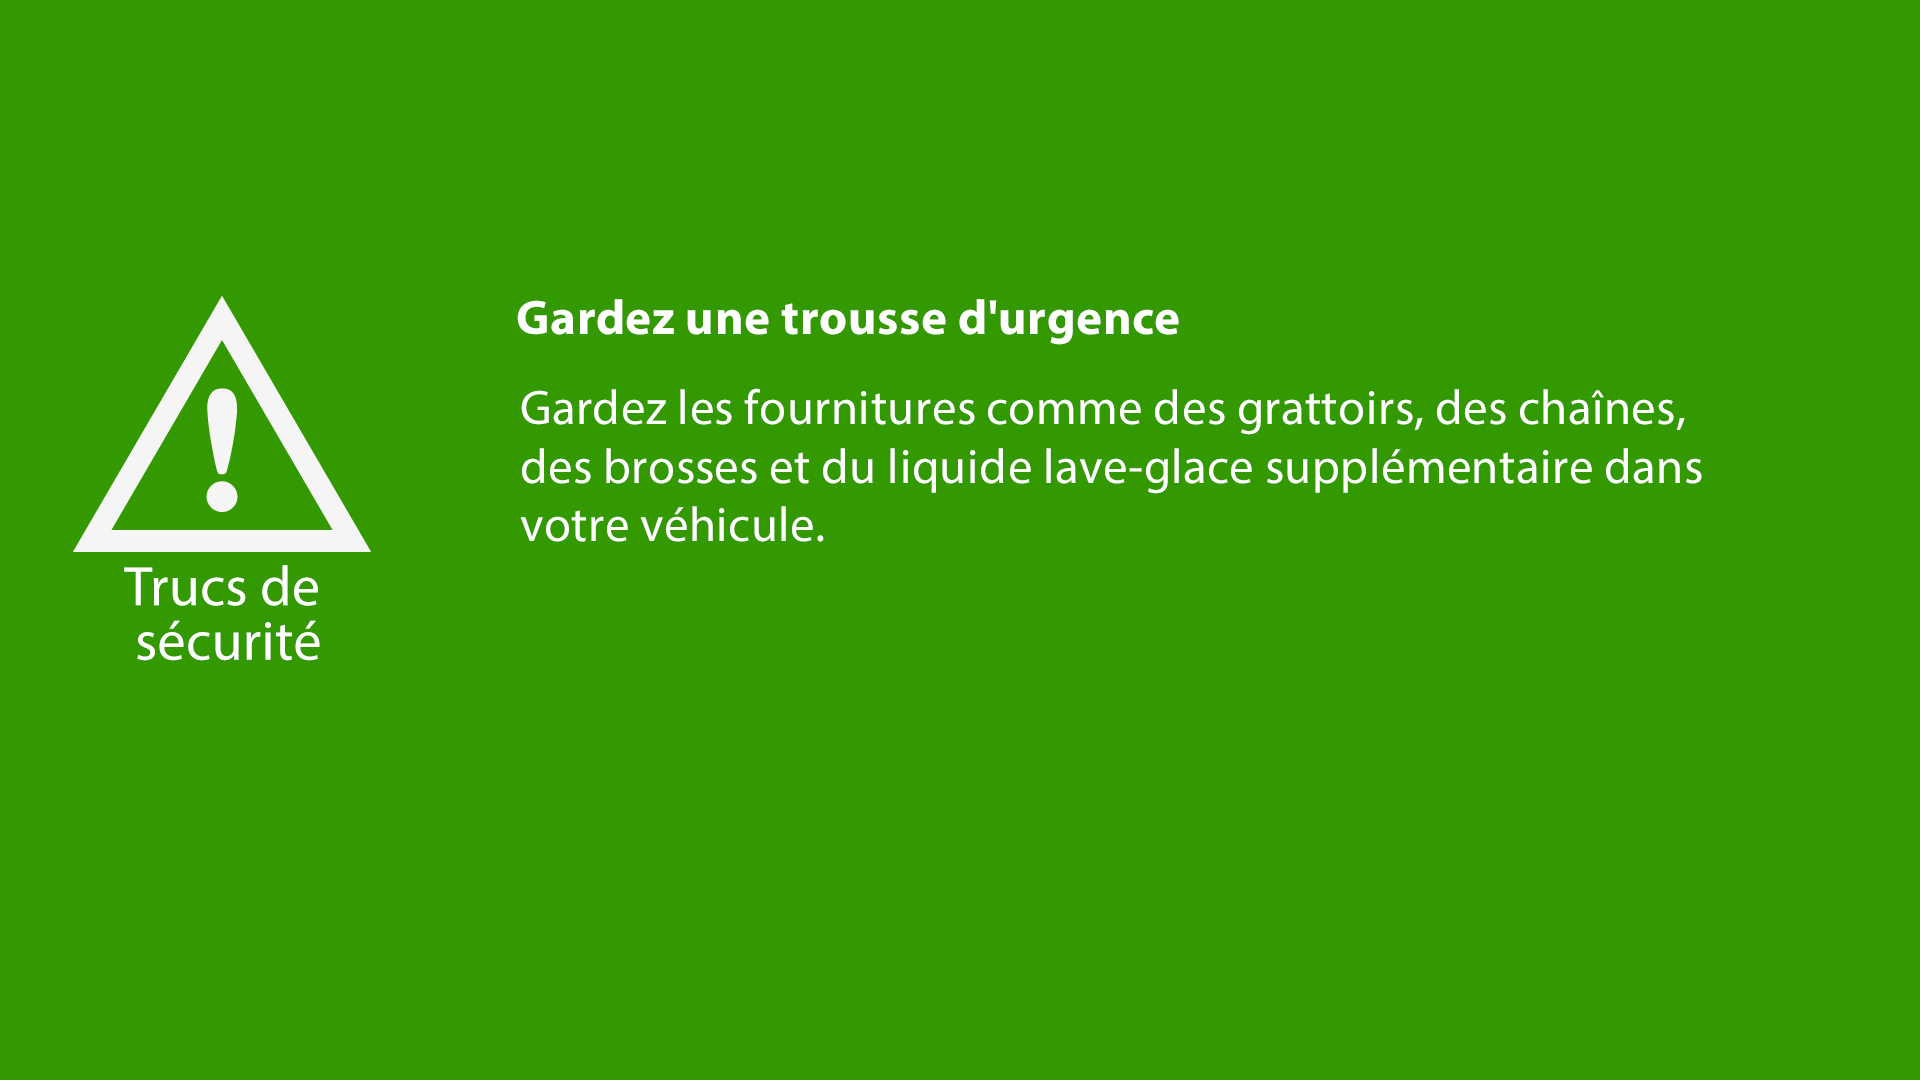 Gardez une trousse d'urgence
Gardez les fournitures comme des grattoirs, des chaînes,
des brosses et du liquide lave-glace supplémentaire dans
votre véhicule.
Trucs de
sécurité